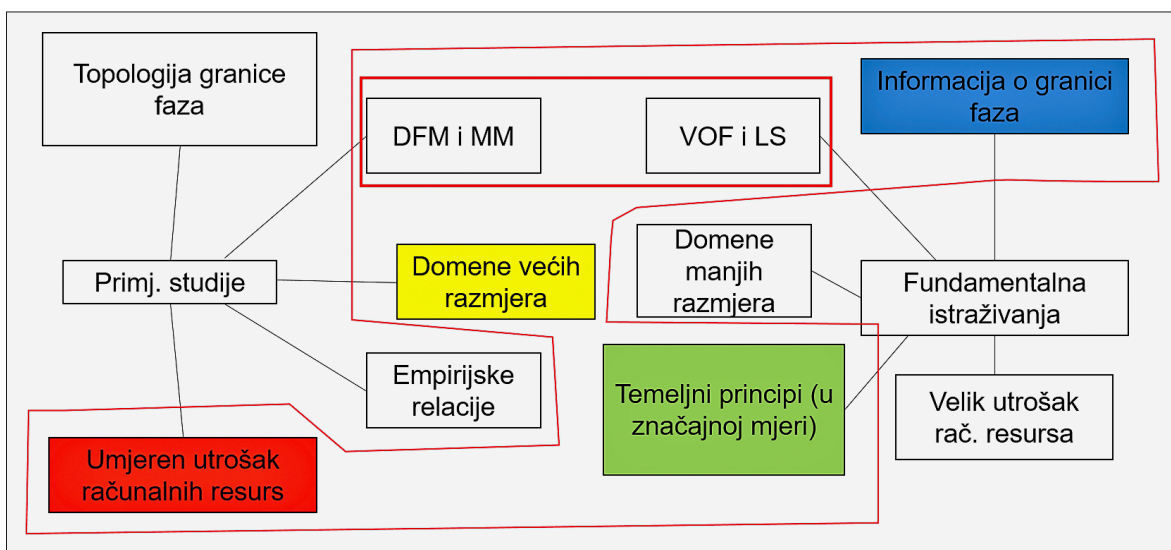 Topologija granice
faza
DFM i MM
VOF i LS
Informacija o granici
faza
Primj. studije
Domene većih
razmjera
Domene
manjih
razmjera
Fundamentalna
istraživanja
Empirijske
relacije
Temeljni principi (u
značajnoj mjeri)
Velik utrošak
rač. resursa
Umjeren utrošak
računalnih resurs